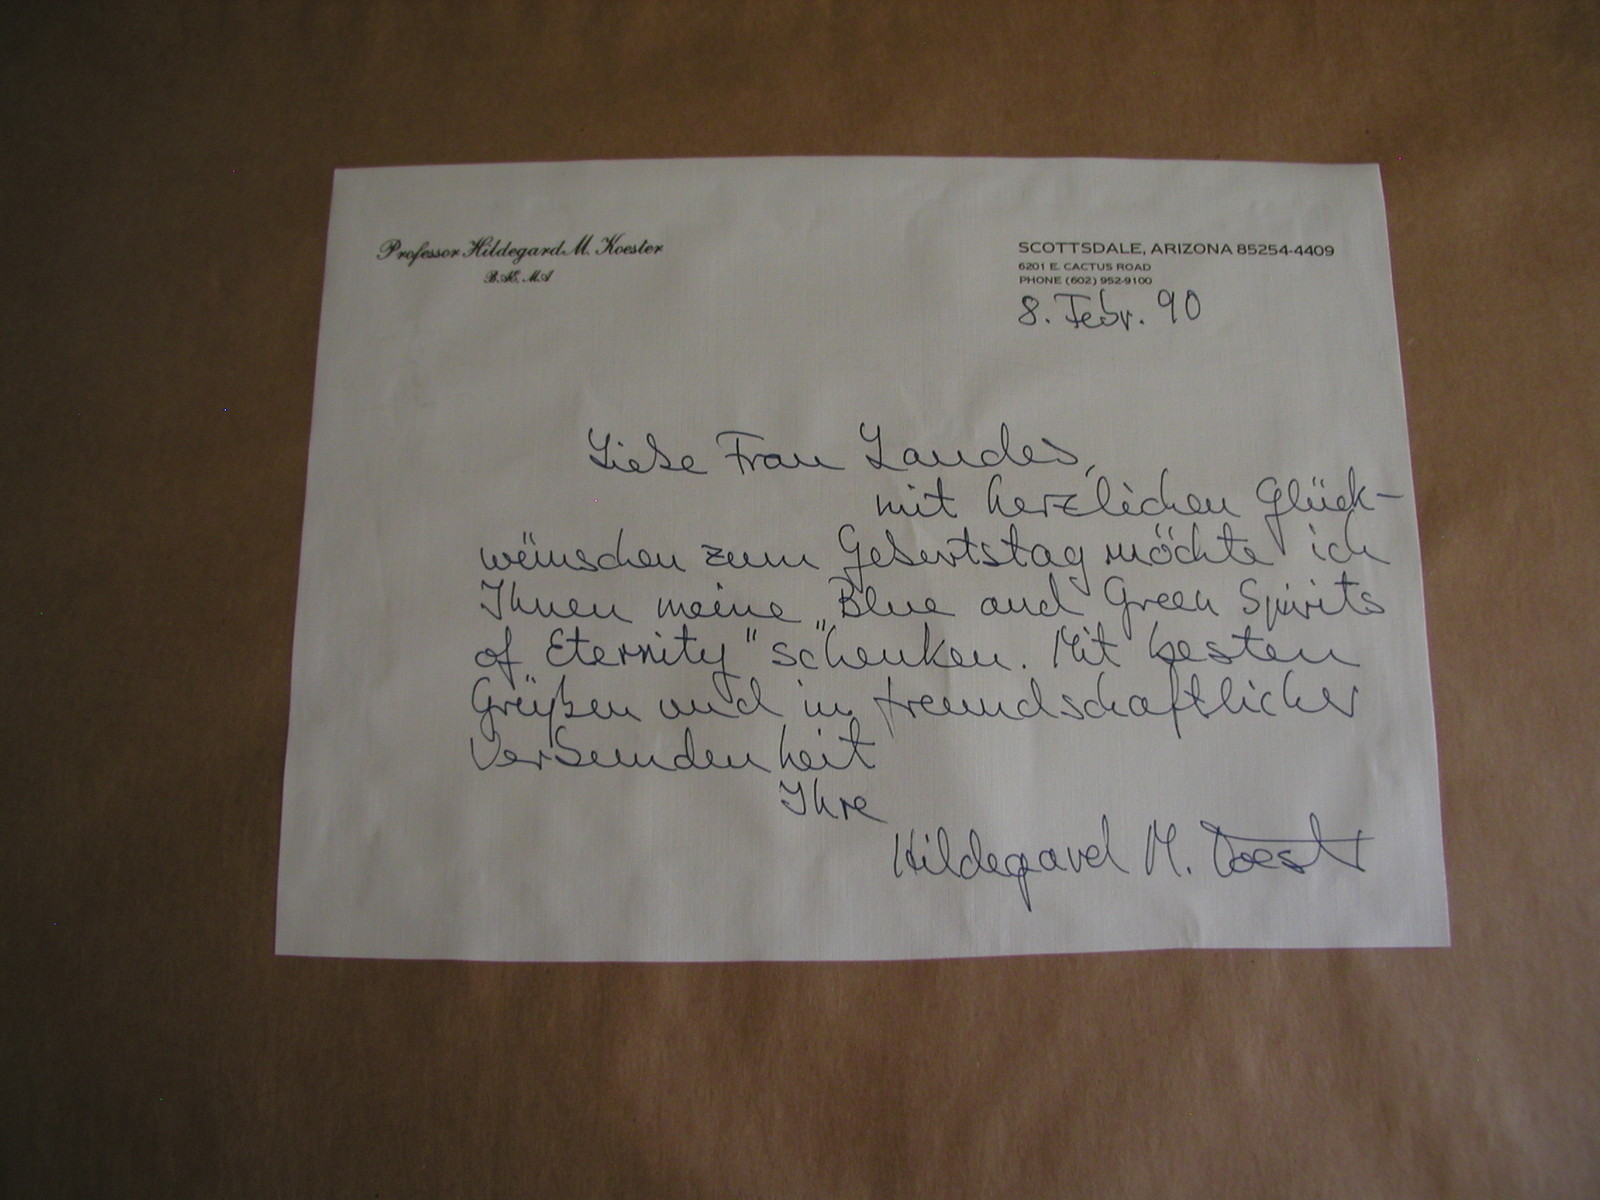 Professor Hildegard M. Koester
B.AE, MA
SCOTTSDALE, ARIZONA 85254-4409
6201 E. CACTUS ROAD
PHONE (602) 952-9100
8. Febr. 90
Liebe Frau Landes,
mit herzlichen Glück-
wünschen zum Geburtstag möchte ich
Ihnen meine „Blue and Green Spirits
of Eternity" schenken. Mit besten
Grüßen und in freundschaftlicher
Verbundenheit
Ihre
Hildegard M. Koester